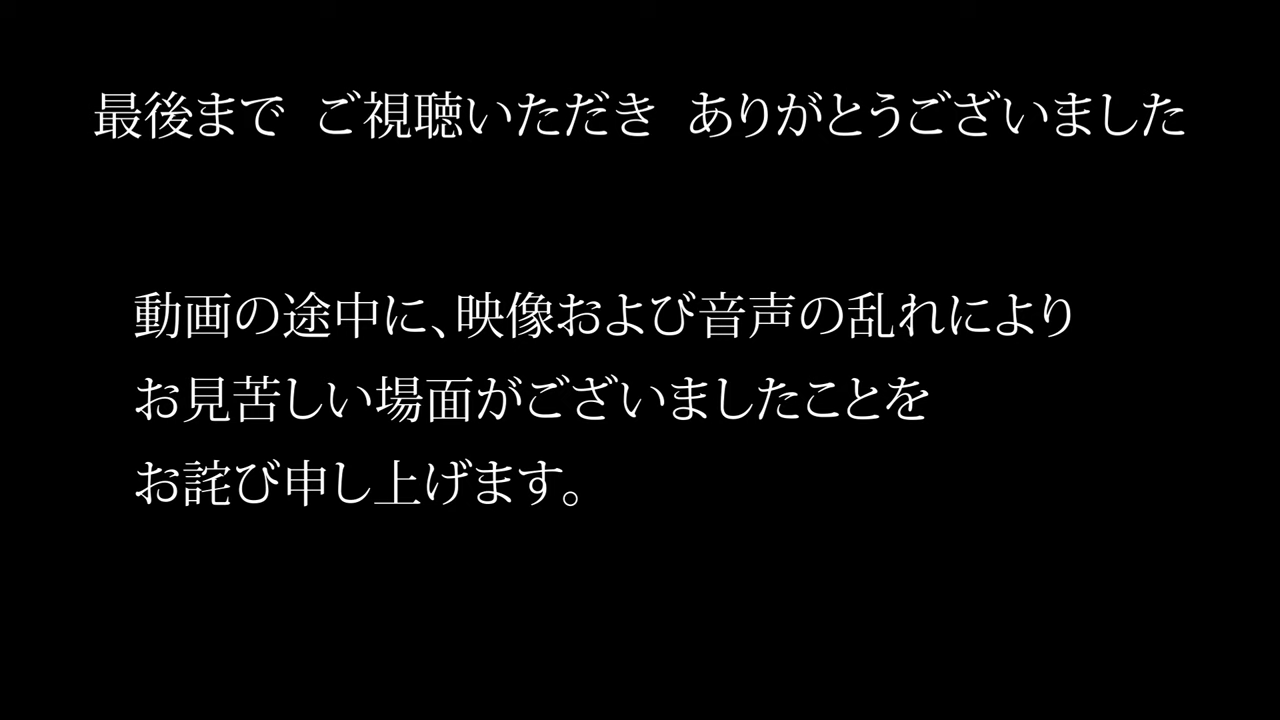 最後まで ご視聴いただき ありがとうございました
動画の途中に、映像および音声の乱れにより
お見苦しい場面がございましたことを
お詫び申し上げます。